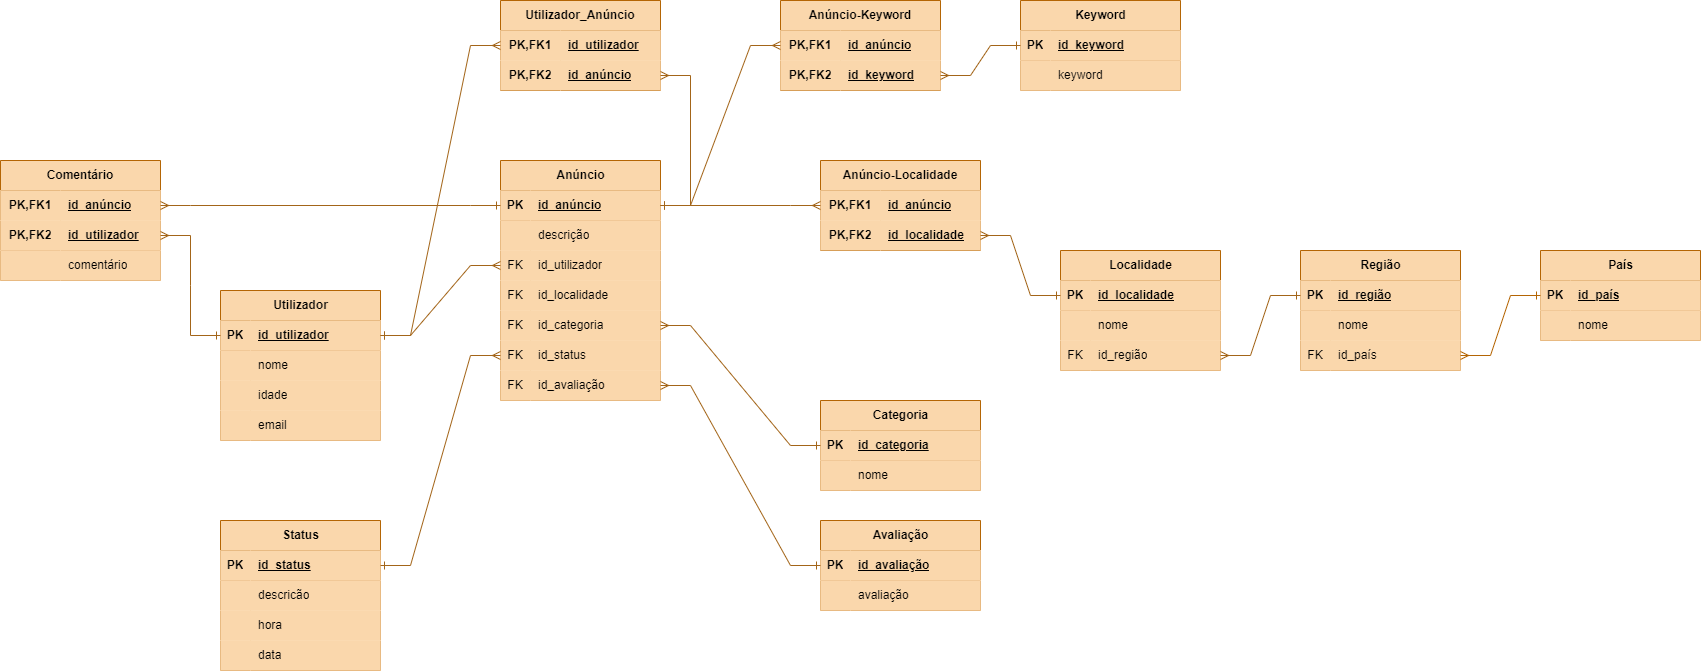 Utilizador_Anúncio
PK,FK1 id_utilizador
PK,FK2 id_anúncio
Anúncio-Keyword
PK,FK1 id_anúncio
PK,FK2 id_keyword
Keyword
PK id_keyword
keyword
Comentário
PK,FK1 id_anúncio
PK,FK2 id_utilizador
comentário
Anúncio
PK id_anúncio
descrição
FK id_utilizador
FK id_localidade
FK id_categoria
FK id_status
FK id_avaliação
Anúncio-Localidade
PK,FK1 id_anúncio
PK,FK2 id_localidade
Localidade
PK id_localidade
nome
FK id_região
Região
PK id_região
nome
FK id_país
País
PK id_país
nome
Utilizador
PK id_utilizador
nome
idade
email
Categoria
PK id_categoria
nome
Status
PK id_status
descricão
hora
data
Avaliação
PK id_avaliação
avaliação